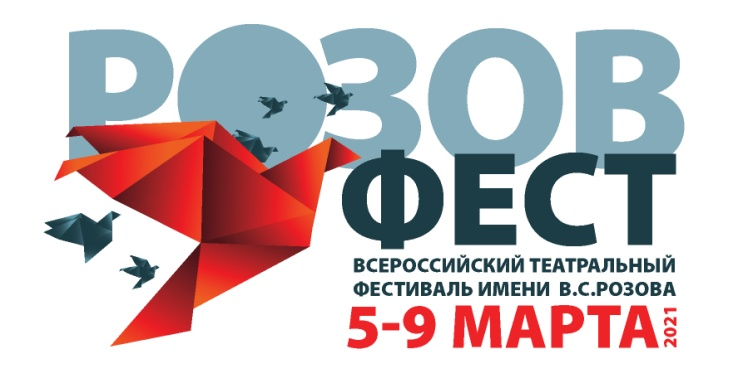 РОЗОВ
ФЕСТ
ВСЕРОССИЙСКИЙ ТЕАТРАЛЬНЫЙ
ФЕСТИВАЛЬ ИМЕНИ В.С.РОЗОВА
5-9 МАРТА 2021